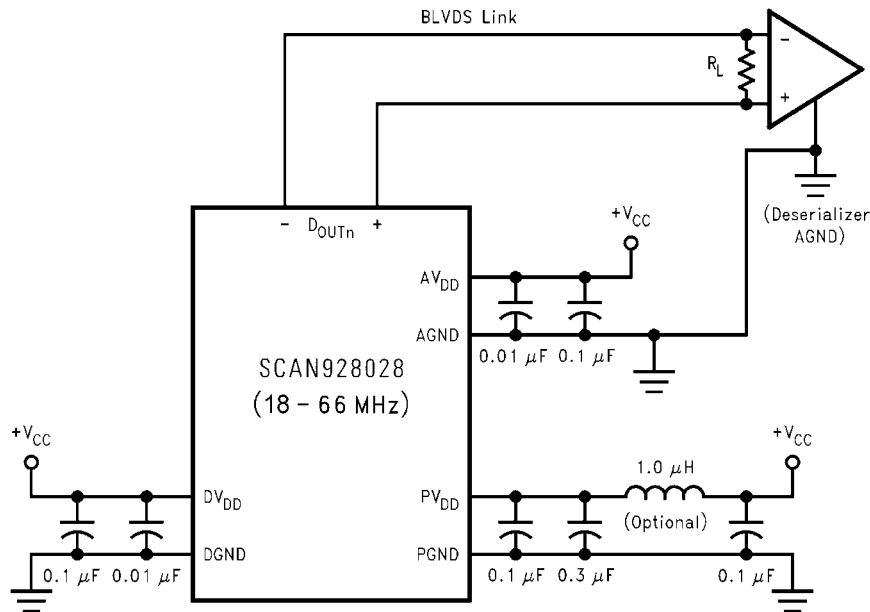 BLVDS Link
−
R_L
+
(Deserializer
AGND)
− D_OUTn +
+V_CC
AV_DD
AGND
0.01 μF 0.1 μF
SCAN928028
(18 – 66 MHz)
+V_CC
DV_DD
DGND
0.1 μF 0.01 μF
+V_CC
1.0 μH
PV_DD
(Optional)
PGND
0.1 μF 0.3 μF 0.1 μF